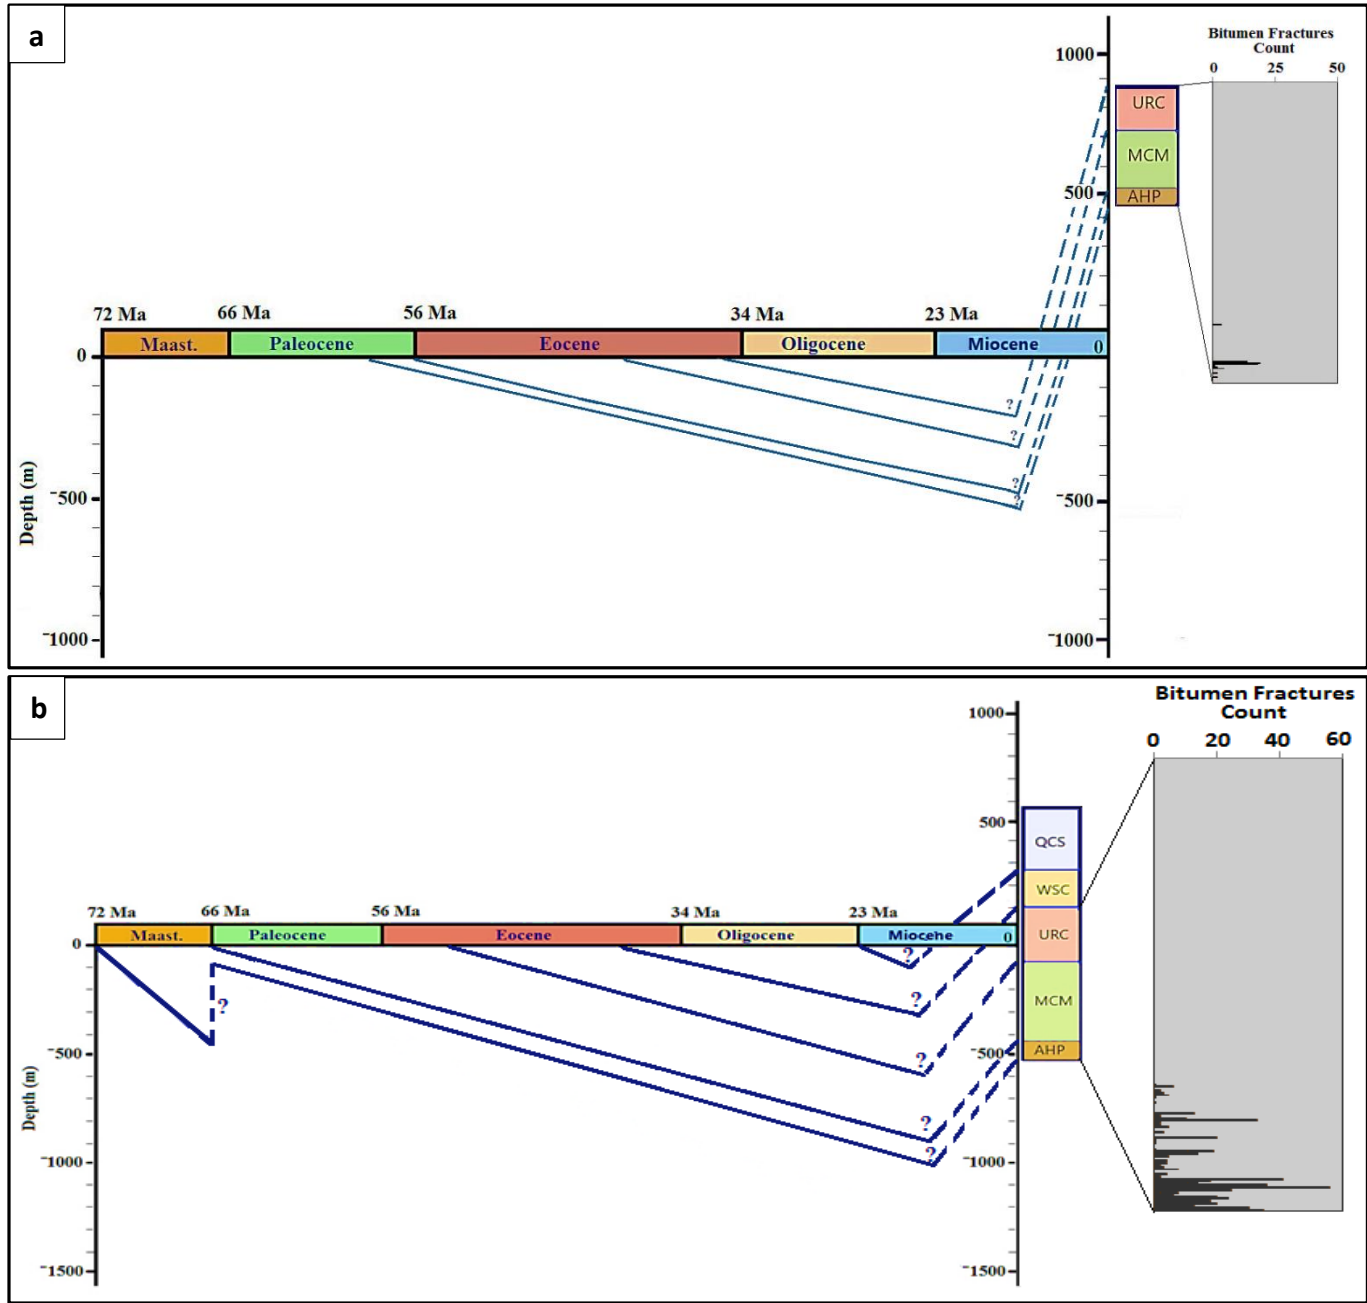 a
Bitumen Fractures
Count
0 25 50
1000
URC
MCM
500
AHP
72 Ma 66 Ma 56 Ma 34 Ma 23 Ma
0 Maast. Paleocene Eocene Oligocene Miocene 0
?
?
?
?
Depth (m)
-500 -500
-1000 -1000
b
Bitumen Fractures
Count
0 20 40 60
1000
500
QCS
WSC
72 Ma 66 Ma 56 Ma 34 Ma 23 Ma
0 Maast. Paleocene Eocene Oligocene Miocene 0
URC
?
?
?
MCM
?
?
?
Depth (m)
-500 -500
AHP
-1000 -1000
-1500 -1500